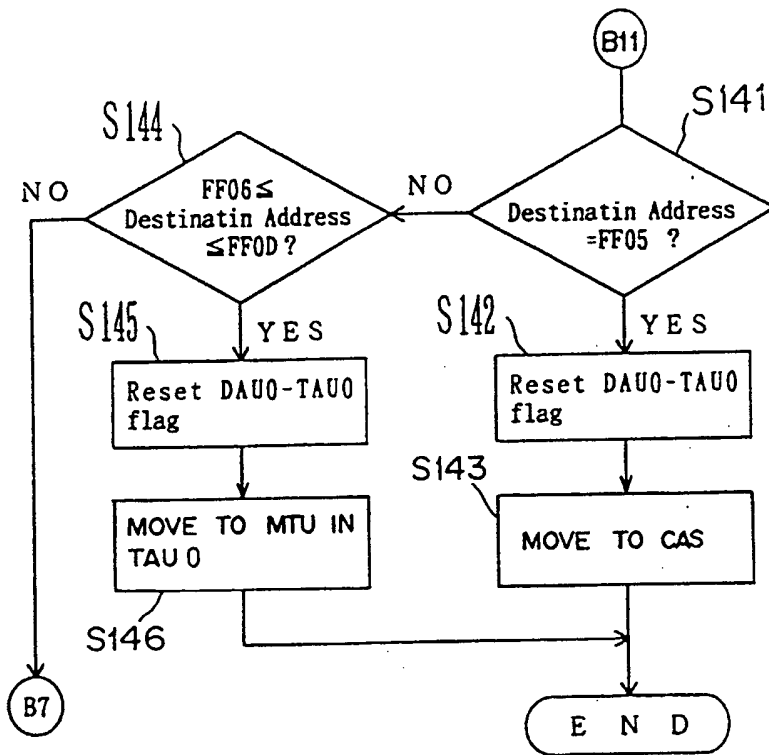 B11
S141
Destinatin Address
=FF05 ?
NO
YES
S142
Reset DAU0-TAU0
flag
S143
MOVE TO CAS
S144
FF06≦
Destinatin Address
≦FF0D?
NO
YES
S145
Reset DAU0-TAU0
flag
MOVE TO MTU IN
TAU 0
S146
B7
END